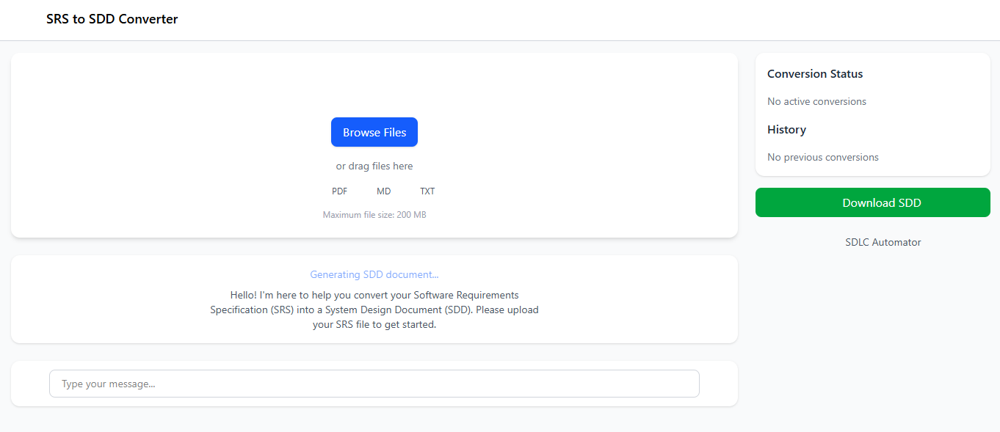 SRS to SDD Converter
Browse Files
or drag files here
PDF MD TXT
Maximum file size: 200 MB
Generating SDD document...
Hello! I'm here to help you convert your Software Requirements
Specification (SRS) into a System Design Document (SDD). Please upload
your SRS file to get started.
Type your message...
Conversion Status
No active conversions
History
No previous conversions
Download SDD
SDLC Automator